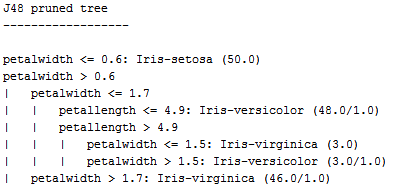 J48 pruned tree
------------------
petalwidth <= 0.6: Iris-setosa (50.0)
petalwidth > 0.6
|   petalwidth <= 1.7
|   |   petallength <= 4.9: Iris-versicolor (48.0/1.0)
|   |   petallength > 4.9
|   |   |   petalwidth <= 1.5: Iris-virginica (3.0)
|   |   |   petalwidth > 1.5: Iris-versicolor (3.0/1.0)
|   petalwidth > 1.7: Iris-virginica (46.0/1.0)